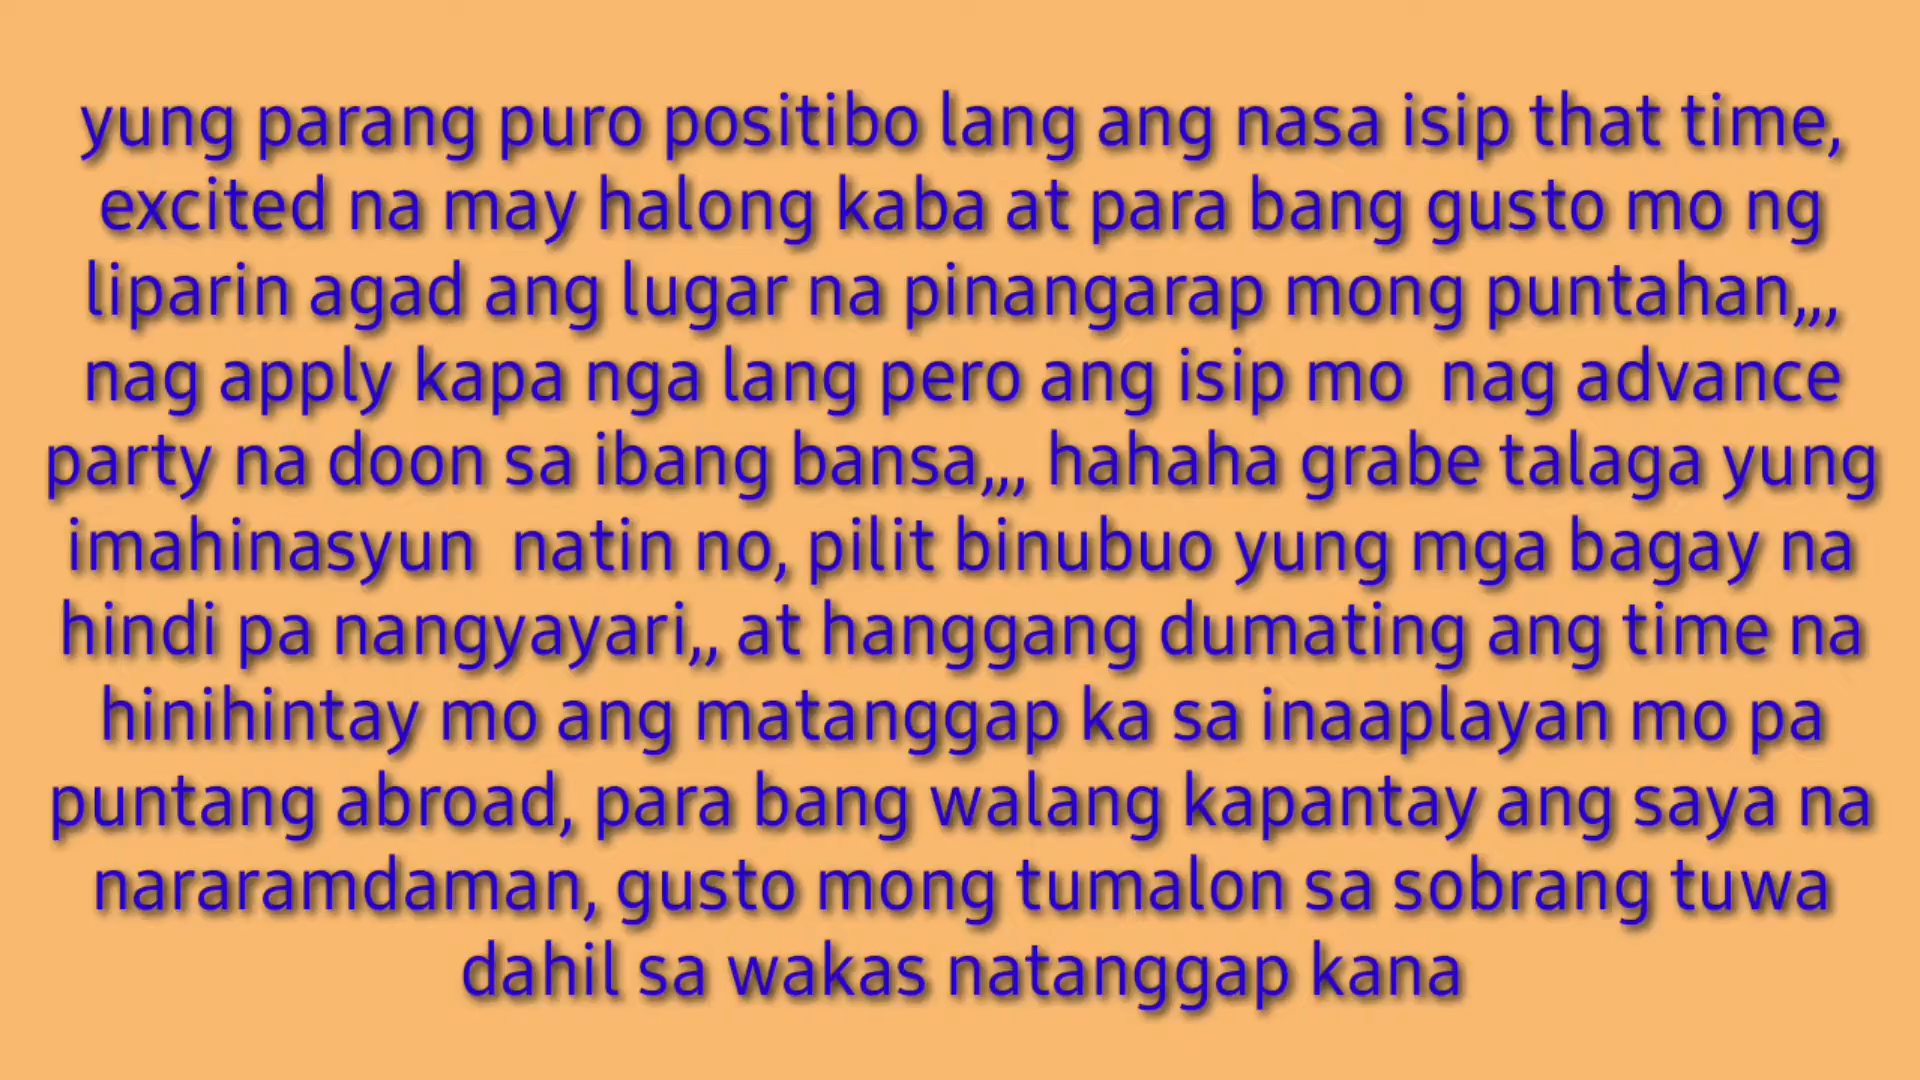 yung parang puro positibo lang ang nasa isip that time,
excited na may halong kaba at para bang gusto mo ng
liparin agad ang lugar na pinangarap mong puntahan,,,
nag apply kapa nga lang pero ang isip mo  nag advance
party na doon sa ibang bansa,,, hahaha grabe talaga yung
imahinasyun  natin no, pilit binubuo yung mga bagay na
hindi pa nangyayari,, at hanggang dumating ang time na
hinihintay mo ang matanggap ka sa inaaplayan mo pa
puntang abroad, para bang walang kapantay ang saya na
nararamdaman, gusto mong tumalon sa sobrang tuwa
dahil sa wakas natanggap kana